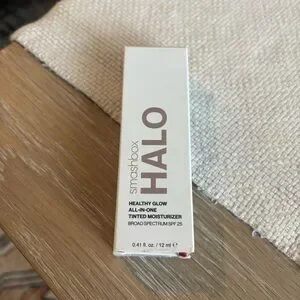 smashbox
HALO
HEALTHY GLOW
ALL-IN-ONE
TINTED MOISTURIZER
BROAD SPECTRUM SPF 25
0.41 fl. oz. / 12 ml ℮